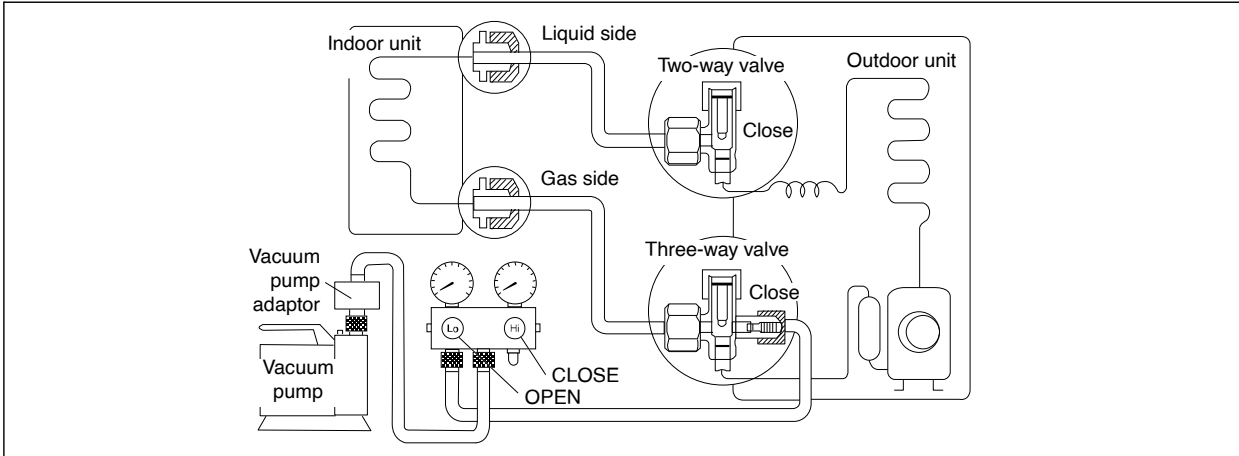 Indoor unit
Liquid side
Two-way valve
Outdoor unit
Close
Gas side
Three-way valve
Close
Vacuum
pump
adaptor
Lo
Hi
CLOSE
OPEN
Vacuum
pump